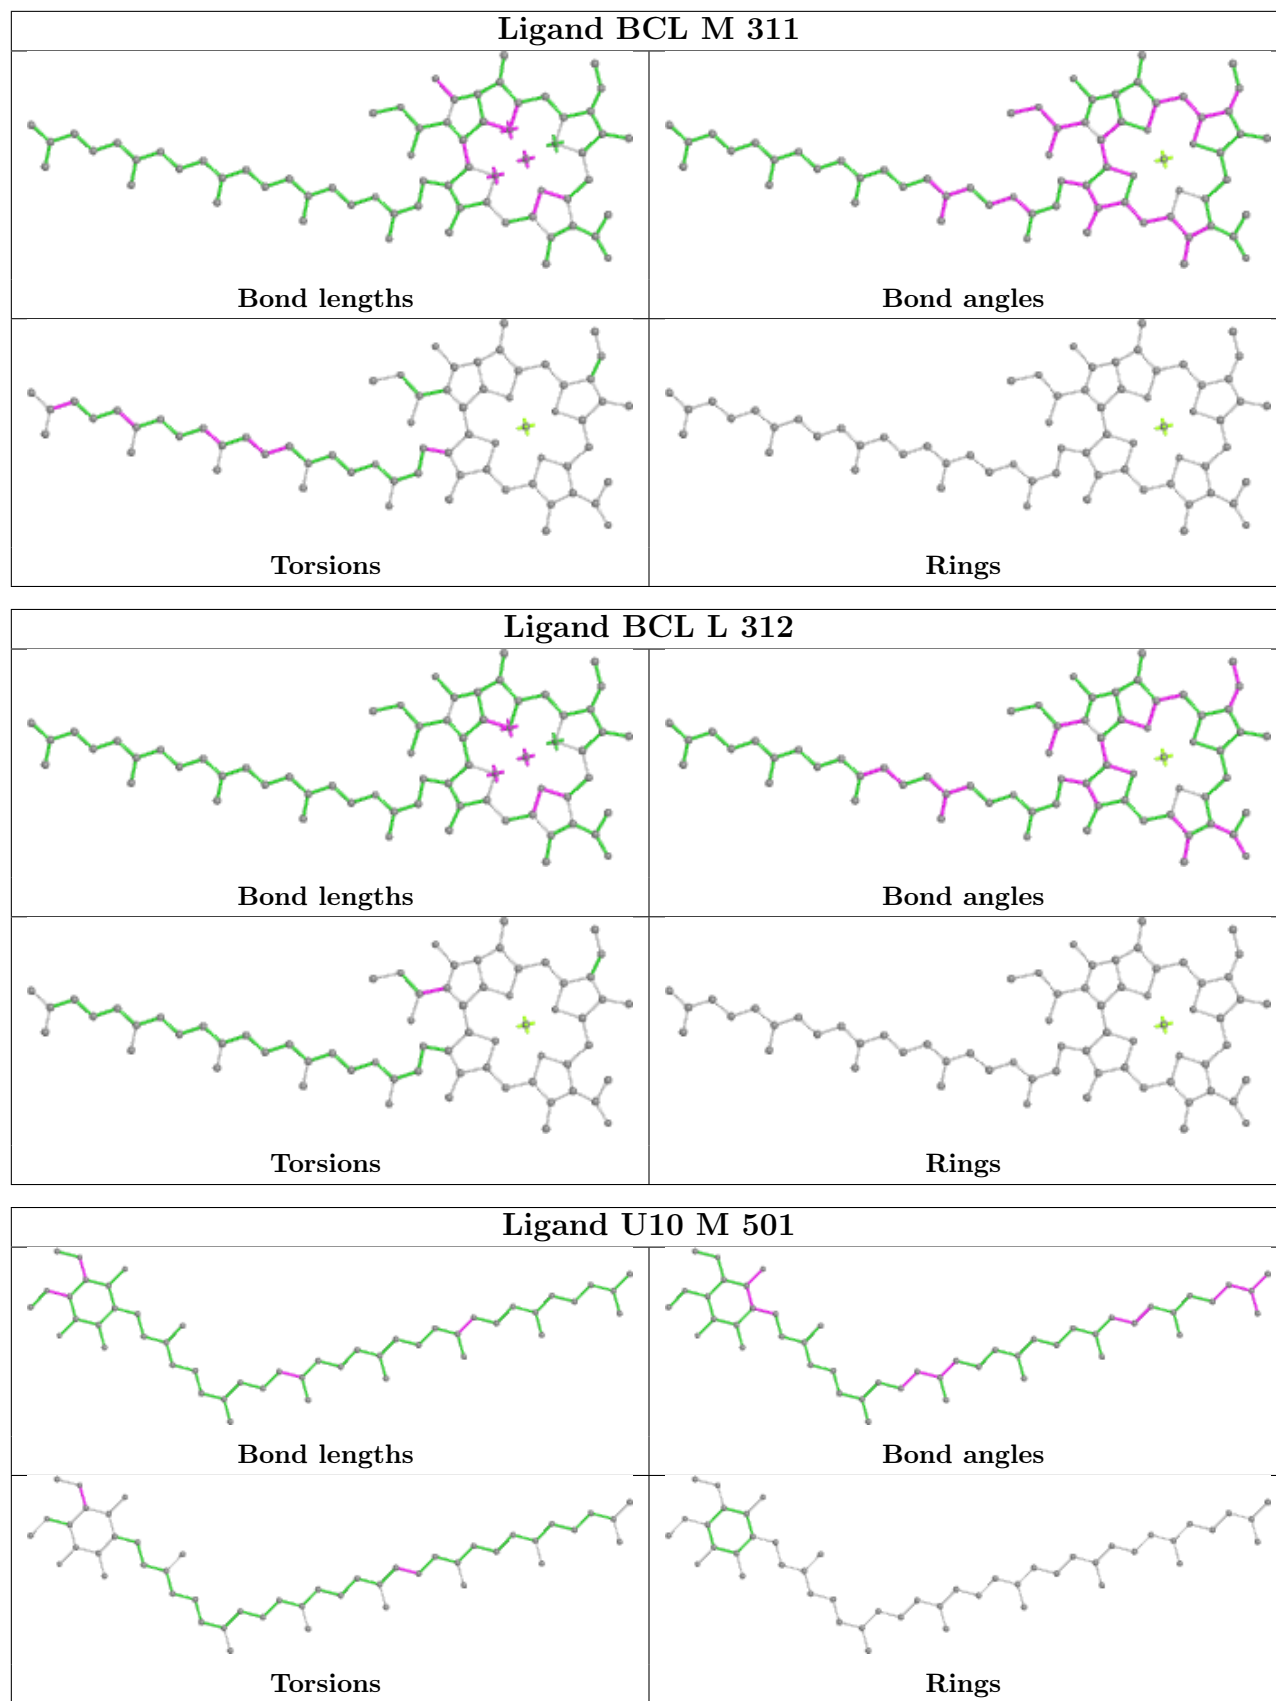 Ligand BCL M 311
Bond lengths
Bond angles
Torsions
Rings
Ligand BCL L 312
Bond lengths
Bond angles
Torsions
Rings
Ligand U10 M 501
Bond lengths
Bond angles
Torsions
Rings